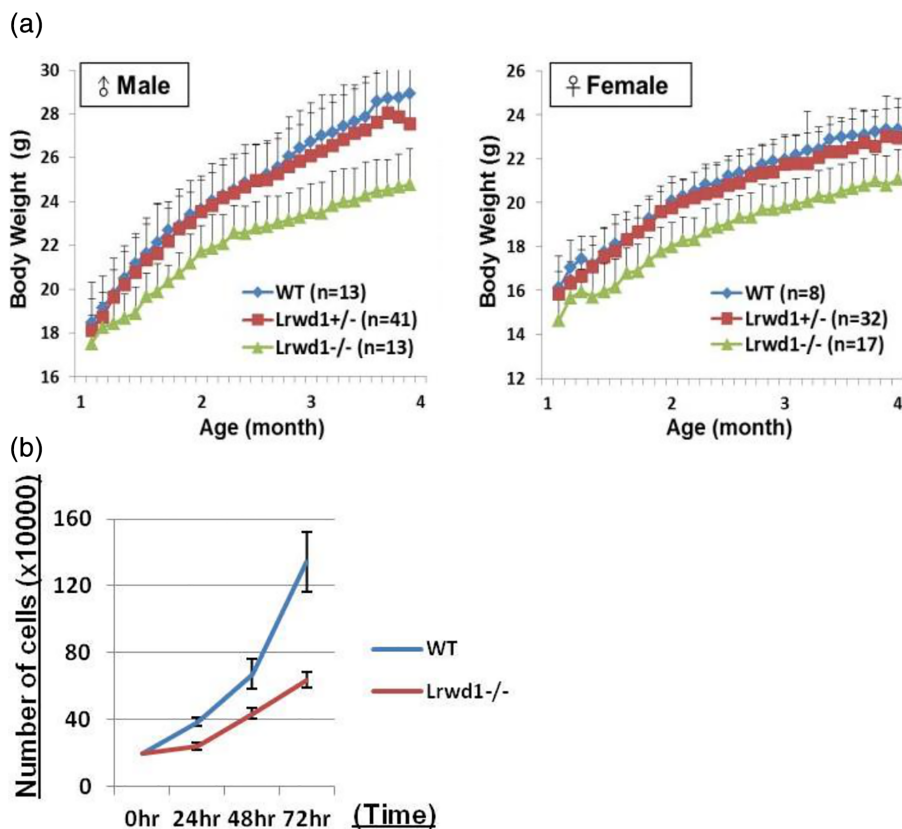 (a)
♂ Male
Body Weight (g)
30
28
26
24
22
20
18
16
WT (n=13)
Lrwd1+/- (n=41)
Lrwd1-/- (n=13)
1 2 3 4
Age (month)
♀ Female
Body Weight (g)
26
24
22
20
18
16
14
12
WT (n=8)
Lrwd1+/- (n=32)
Lrwd1-/- (n=17)
1 2 3 4
Age (month)
(b)
Number of cells (x10000)
160
120
80
40
0
WT
Lrwd1-/-
0hr 24hr 48hr 72hr (Time)